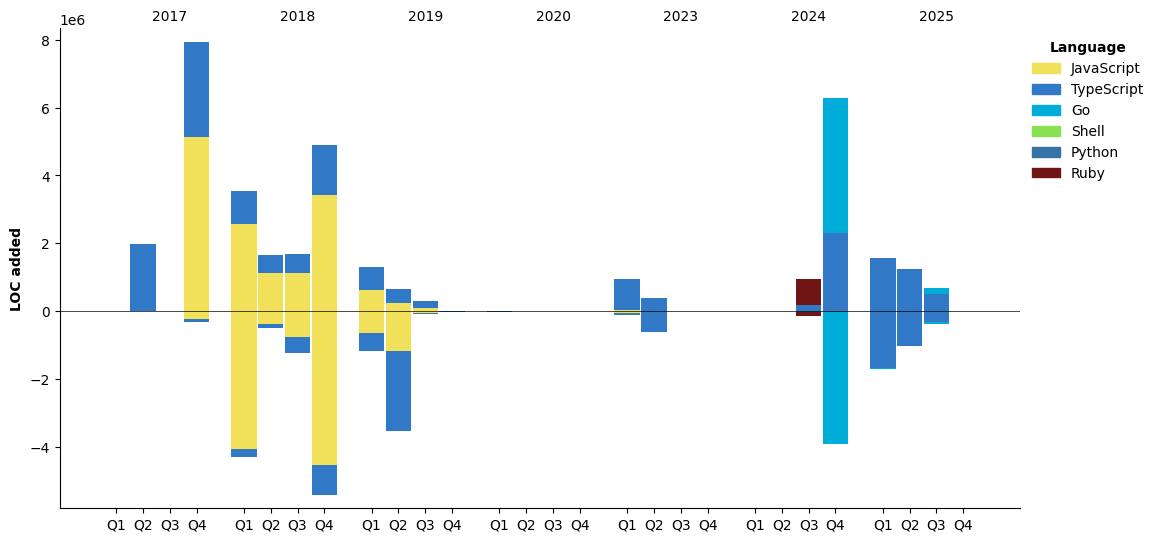 2017 2018 2019 2020 2023 2024 2025
1e6
8
6
4
2
0
−2
−4
LOC added
Q1 Q2 Q3 Q4 Q1 Q2 Q3 Q4 Q1 Q2 Q3 Q4 Q1 Q2 Q3 Q4 Q1 Q2 Q3 Q4 Q1 Q2 Q3 Q4 Q1 Q2 Q3 Q4
Language
JavaScript
TypeScript
Go
Shell
Python
Ruby